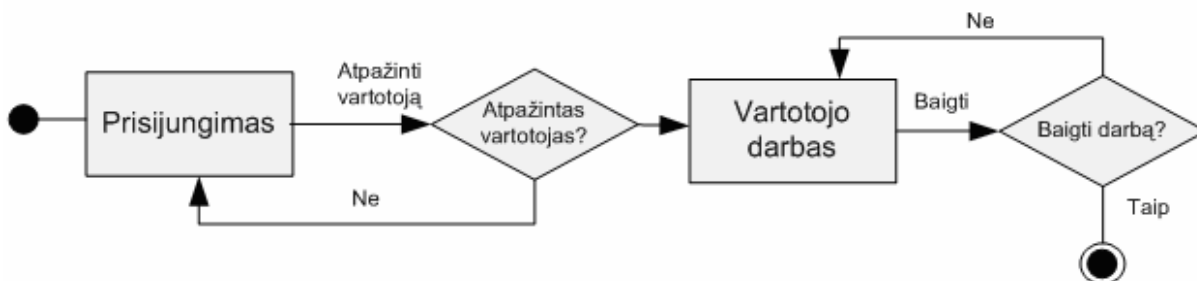 Prisijungimas
Atpažinti
vartotoją
Atpažintas
vartotojas?
Ne
Vartotojo
darbas
Baigti
Ne
Baigti darbą?
Taip